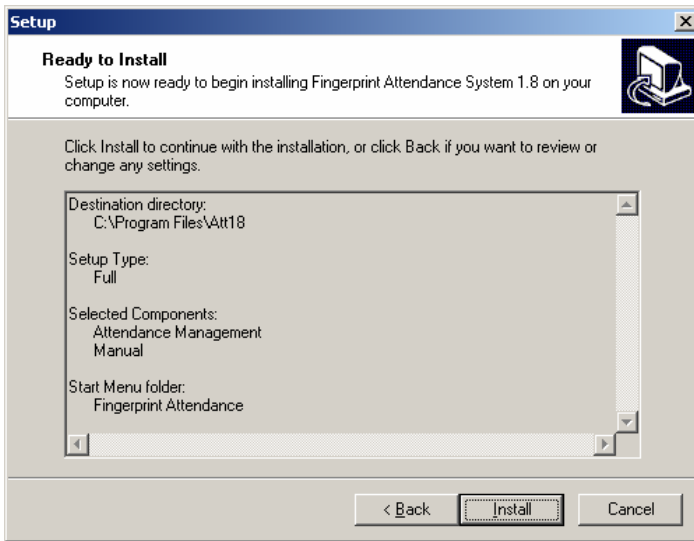 Setup
Ready to Install
Setup is now ready to begin installing Fingerprint Attendance System 1.8 on your
computer.
Click Install to continue with the installation, or click Back if you want to review or
change any settings.
Destination directory:
C:\Program Files\Att18
Setup Type:
Full
Selected Components:
Attendance Management
Manual
Start Menu folder:
Fingerprint Attendance
< Back
Install
Cancel